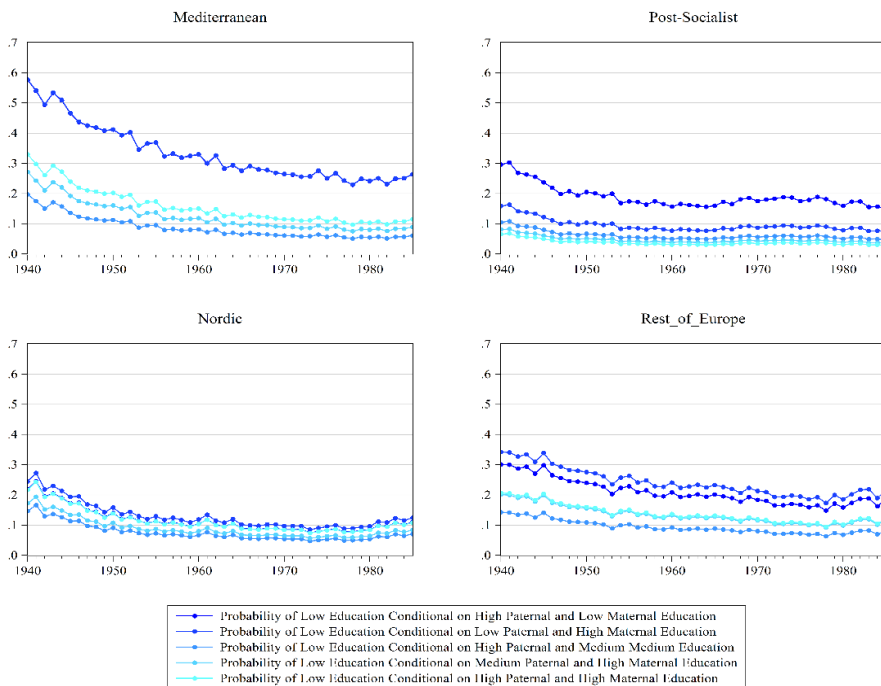 Mediterranean
Post-Socialist
.7
.6
.5
.4
.3
.2
.1
.0
1940 1950 1960 1970 1980
.7
.6
.5
.4
.3
.2
.1
.0
1940 1950 1960 1970 1980
Nordic
Rest_of_Europe
.7
.6
.5
.4
.3
.2
.1
.0
1940 1950 1960 1970 1980
.7
.6
.5
.4
.3
.2
.1
.0
1940 1950 1960 1970 1980
Probability of Low Education Conditional on High Paternal and Low Maternal Education
Probability of Low Education Conditional on Low Paternal and High Maternal Education
Probability of Low Education Conditional on High Paternal and Medium Medium Education
Probability of Low Education Conditional on Medium Paternal and High Maternal Education
Probability of Low Education Conditional on High Paternal and High Maternal Education